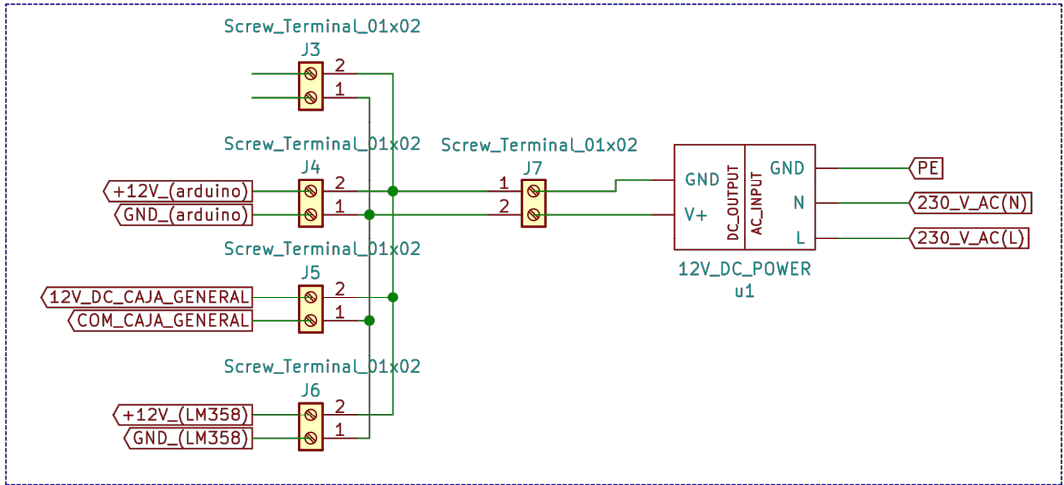 Screw_Terminal_01x02
J3
2
1
Screw_Terminal_01x02
J4
+12V_(arduino) 2
GND_(arduino) 1
Screw_Terminal_01x02
J5
12V_DC_CAJA_GENERAL 2
COM_CAJA_GENERAL 1
Screw_Terminal_01x02
J6
+12V_(LM358) 2
GND_(LM358) 1
Screw_Terminal_01x02
J7
1
2
GND
V+
DC_OUTPUT
AC_INPUT
GND PE
N 230_V_AC(N)
L 230_V_AC(L)
12V_DC_POWER
u1